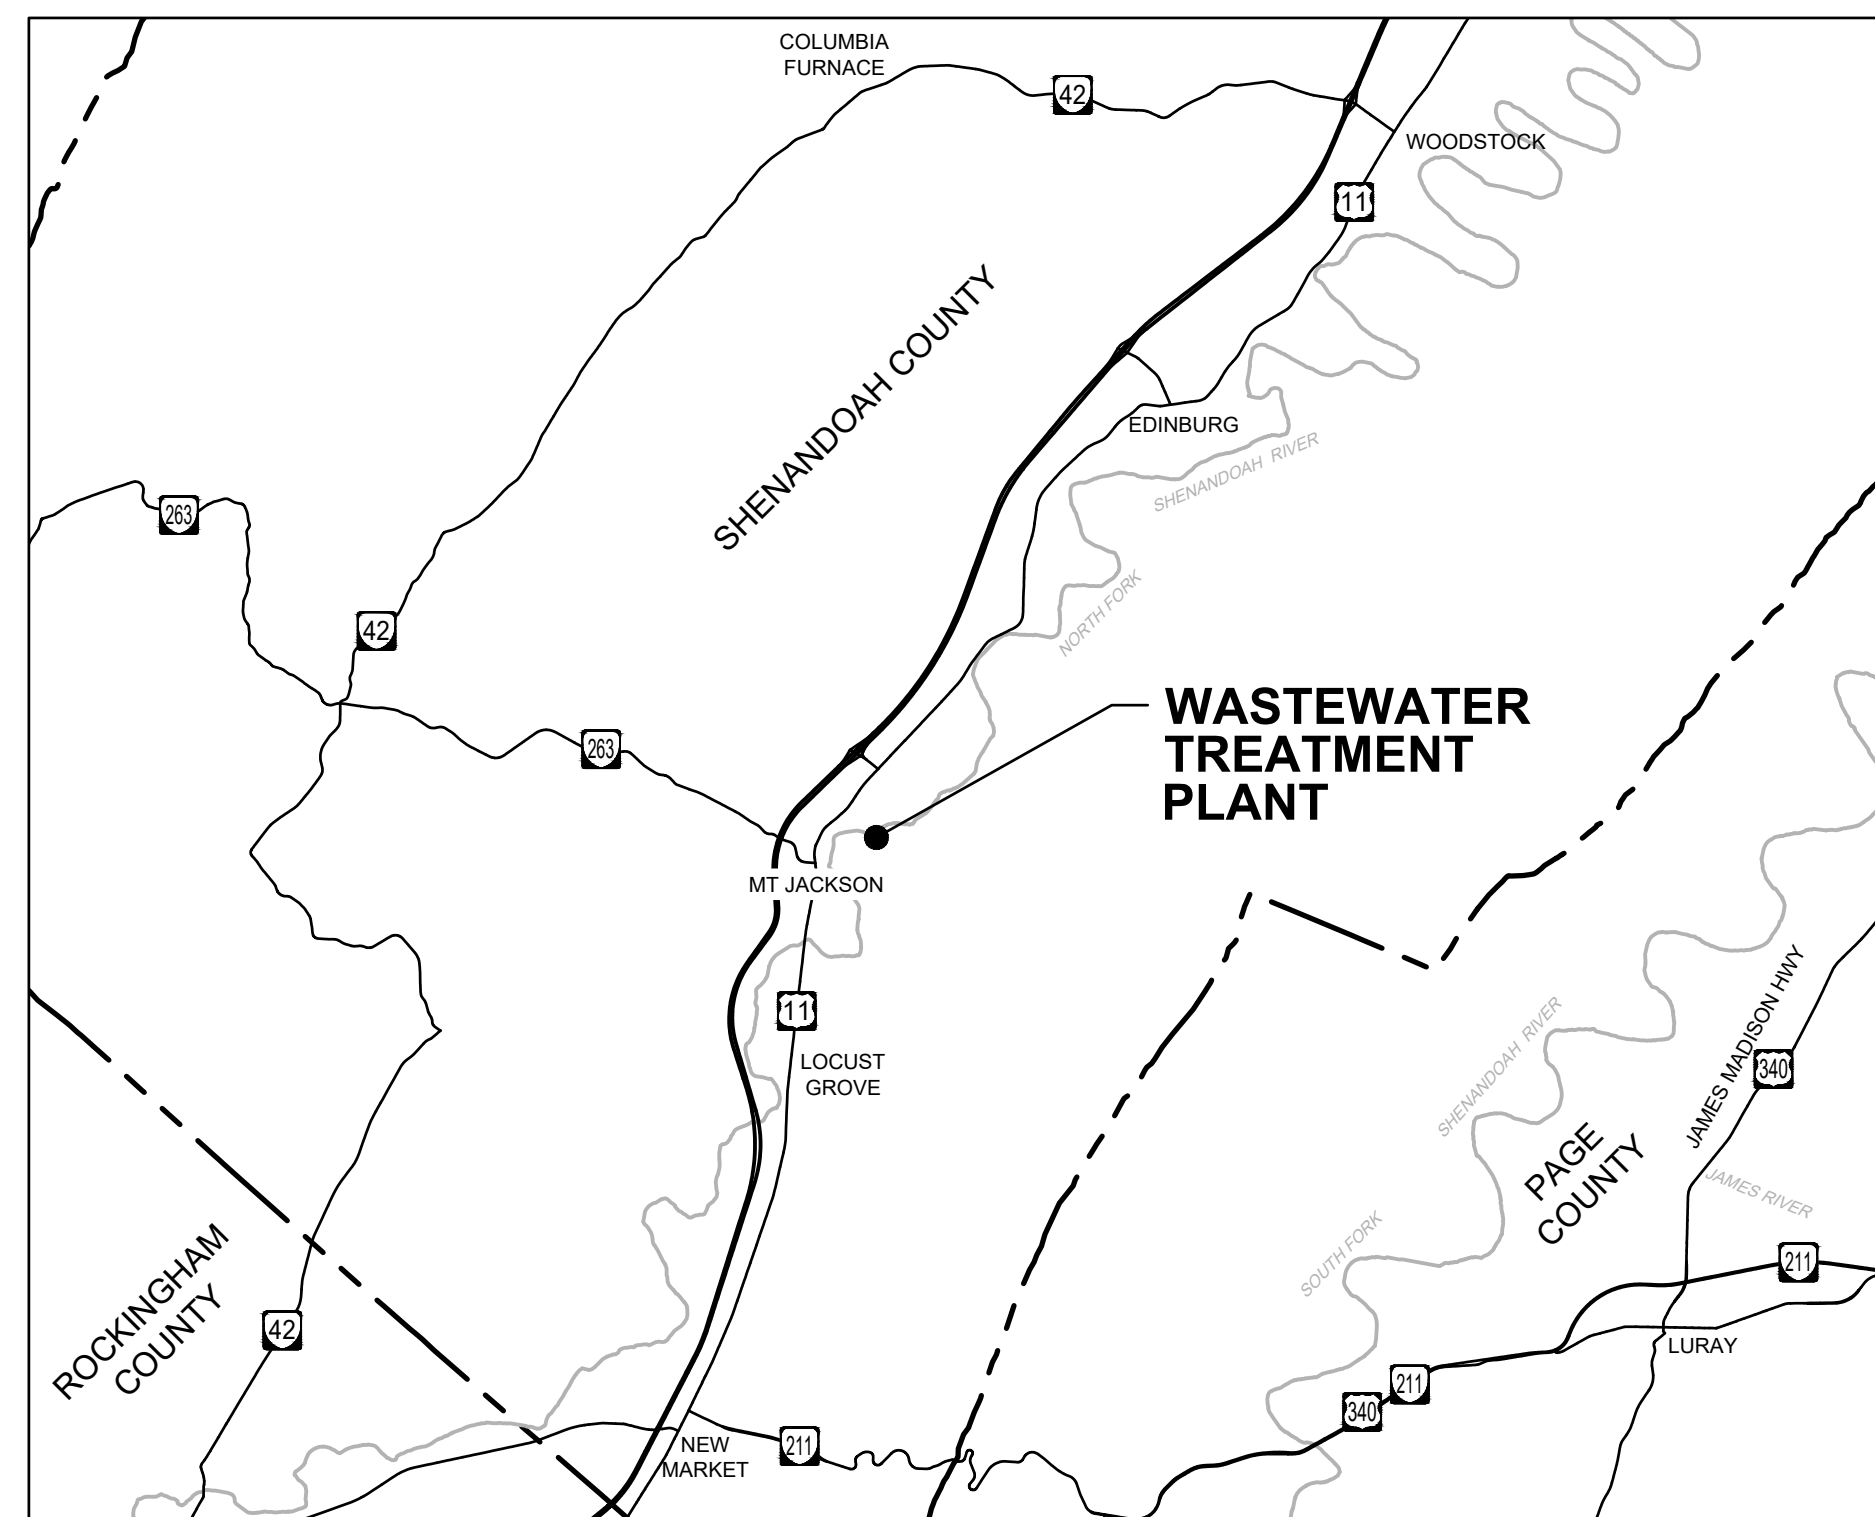 COLUMBIA
FURNACE
42
WOODSTOCK
11
SHENANDOAH COUNTY
EDINBURG
SHENANDOAH RIVER
263
42
NORTH FORK
WASTEWATER
TREATMENT
PLANT
263
MT JACKSON
11
LOCUST
GROVE
JAMES MADISON HWY
340
SHENANDOAH RIVER
PAGE
COUNTY
JAMES RIVER
SOUTH FORK
211
ROCKINGHAM
COUNTY
42
LURAY
211
340
NEW
MARKET
211